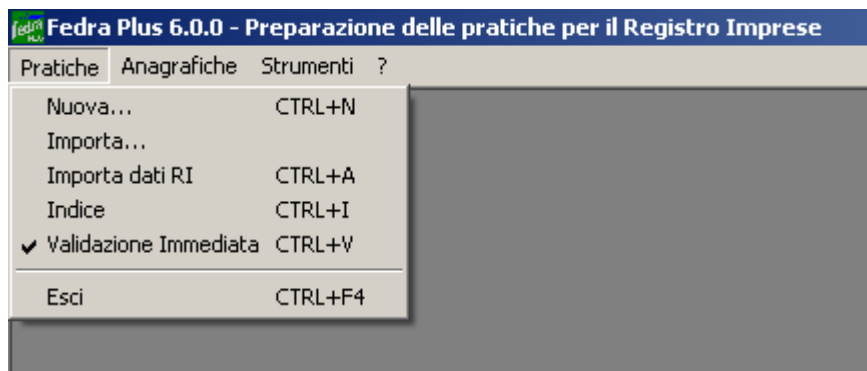 Fedra Plus 6.0.0 - Preparazione delle pratiche per il Registro Imprese
Pratiche Anagrafiche Strumenti ?
Nuova... CTRL+N
Importa...
Importa dati RI CTRL+A
Indice CTRL+I
Validazione Immediata CTRL+V
Esci CTRL+F4